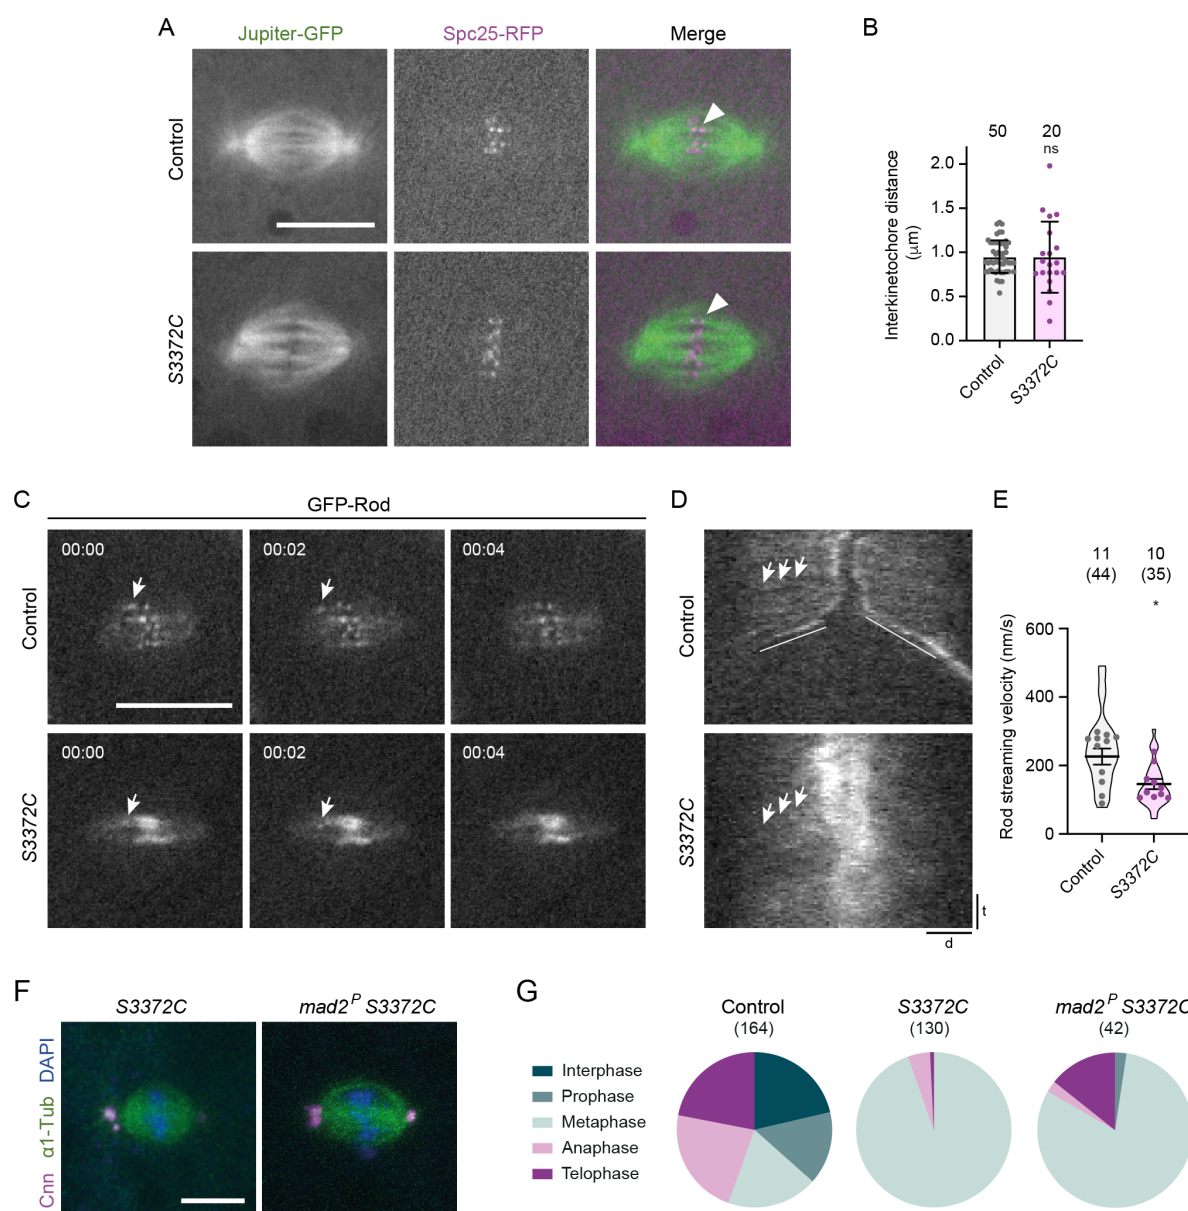 A
Jupiter-GFP
Spc25-RFP
Merge
Control
S3372C
B
50
20
ns
Interkinetochore distance
(μm)
2.0
1.5
1.0
0.5
0.0
Control
S3372C
C
GFP-Rod
Control
00:00
00:02
00:04
S3372C
00:00
00:02
00:04
D
Control
S3372C
t
d
E
11
(44)
10
(35)
*
Rod streaming velocity (nm/s)
600
400
200
0
Control
S3372C
F
S3372C
mad2ᴾ S3372C
Cnn α1-Tub DAPI
G
Control
(164)
S3372C
(130)
mad2ᴾ S3372C
(42)
Interphase
Prophase
Metaphase
Anaphase
Telophase